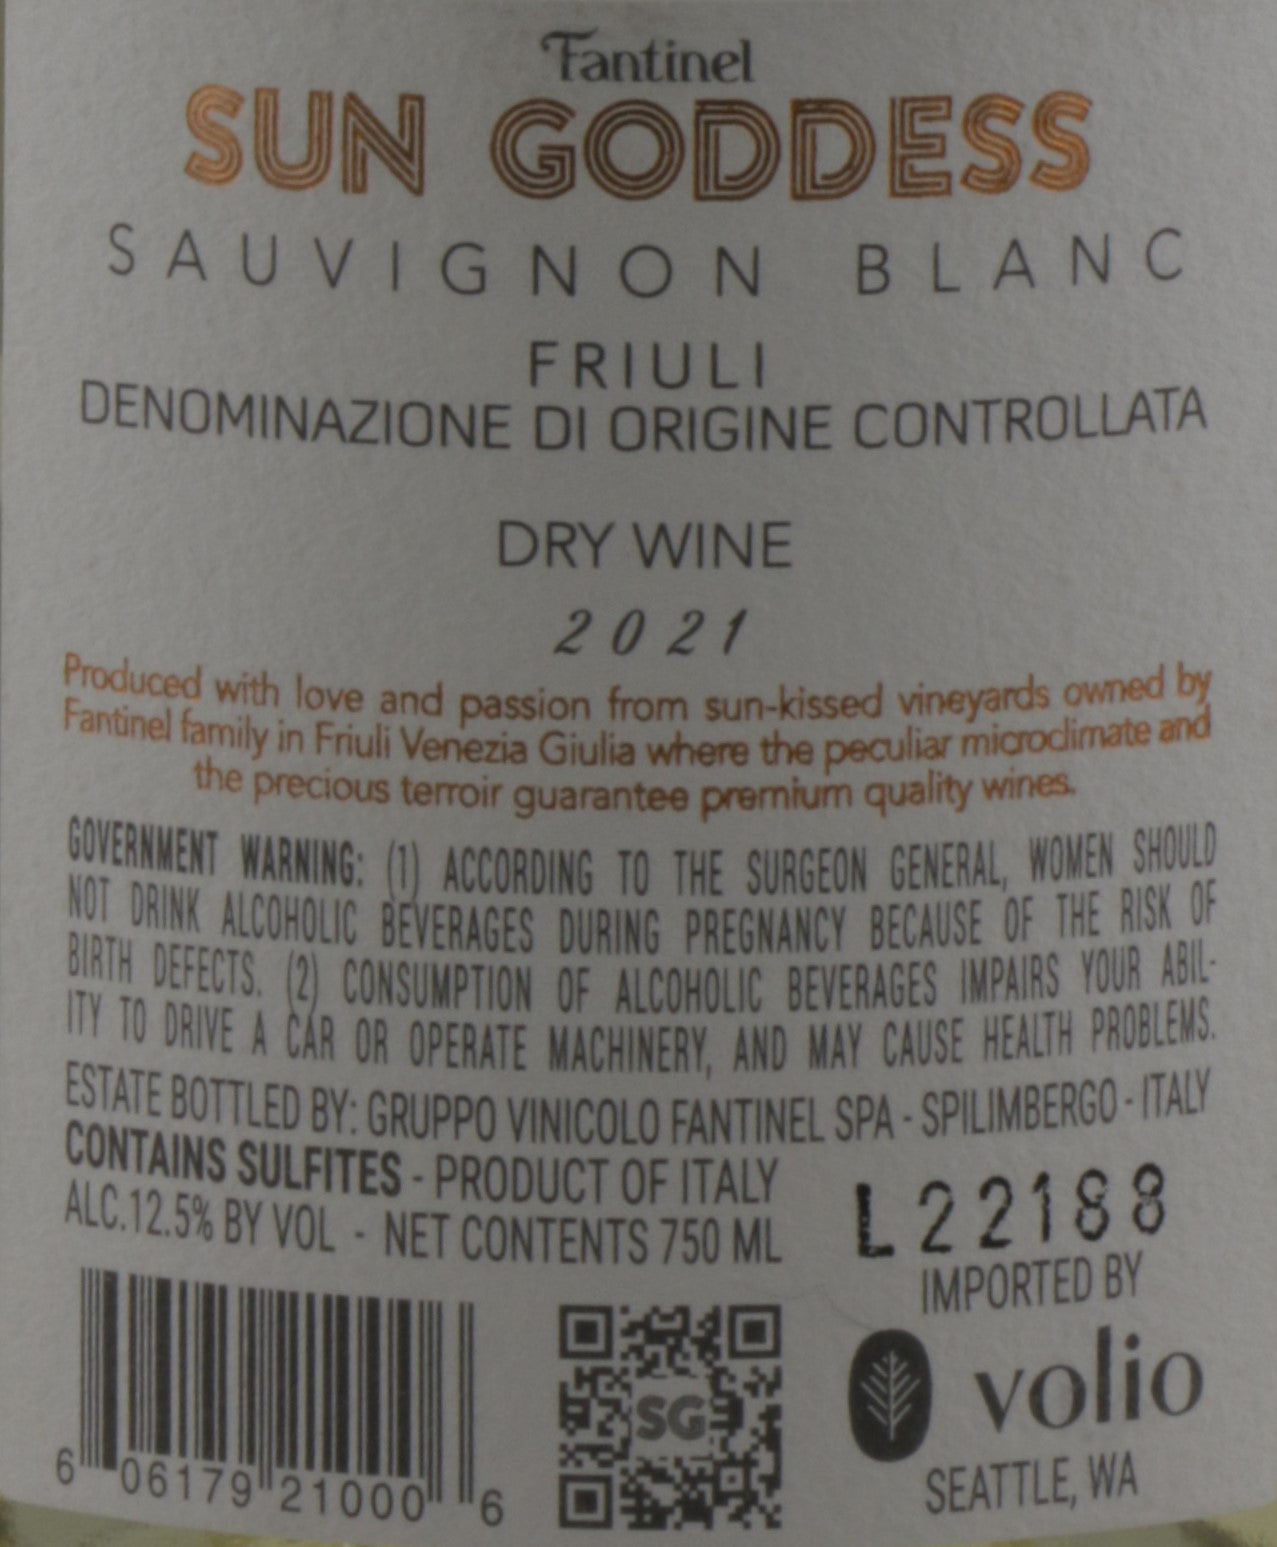 Fantinel
SUN GODDESS
SAUVIGNON BLANC
FRIULI
DENOMINAZIONE DI ORIGINE CONTROLLATA
DRY WINE
2021
Produced with love and passion from sun-kissed vineyards owned by
Fantinel family in Friuli Venezia Giulia where the peculiar microclimate and
the precious terroir guarantee premium quality wines.
GOVERNMENT WARNING: (1) ACCORDING TO THE SURGEON GENERAL, WOMEN SHOULD
NOT DRINK ALCOHOLIC BEVERAGES DURING PREGNANCY BECAUSE OF THE RISK OF
BIRTH DEFECTS. (2) CONSUMPTION OF ALCOHOLIC BEVERAGES IMPAIRS YOUR ABIL-
ITY TO DRIVE A CAR OR OPERATE MACHINERY, AND MAY CAUSE HEALTH PROBLEMS.
ESTATE BOTTLED BY: GRUPPO VINICOLO FANTINEL SPA - SPILIMBERGO - ITALY
CONTAINS SULFITES - PRODUCT OF ITALY
ALC.12.5% BY VOL - NET CONTENTS 750 ML
L22188
IMPORTED BY
volio
SEATTLE, WA
SG
6 06179 21000 6